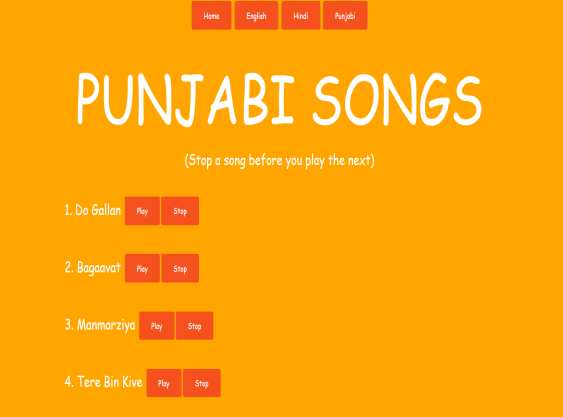 Home English Hindi Punjabi
PUNJABI SONGS
(Stop a song before you play the next)
1. Do Gallan Play Stop
2. Bagaavat Play Stop
3. Manmarziya Play Stop
4. Tere Bin Kive Play Stop